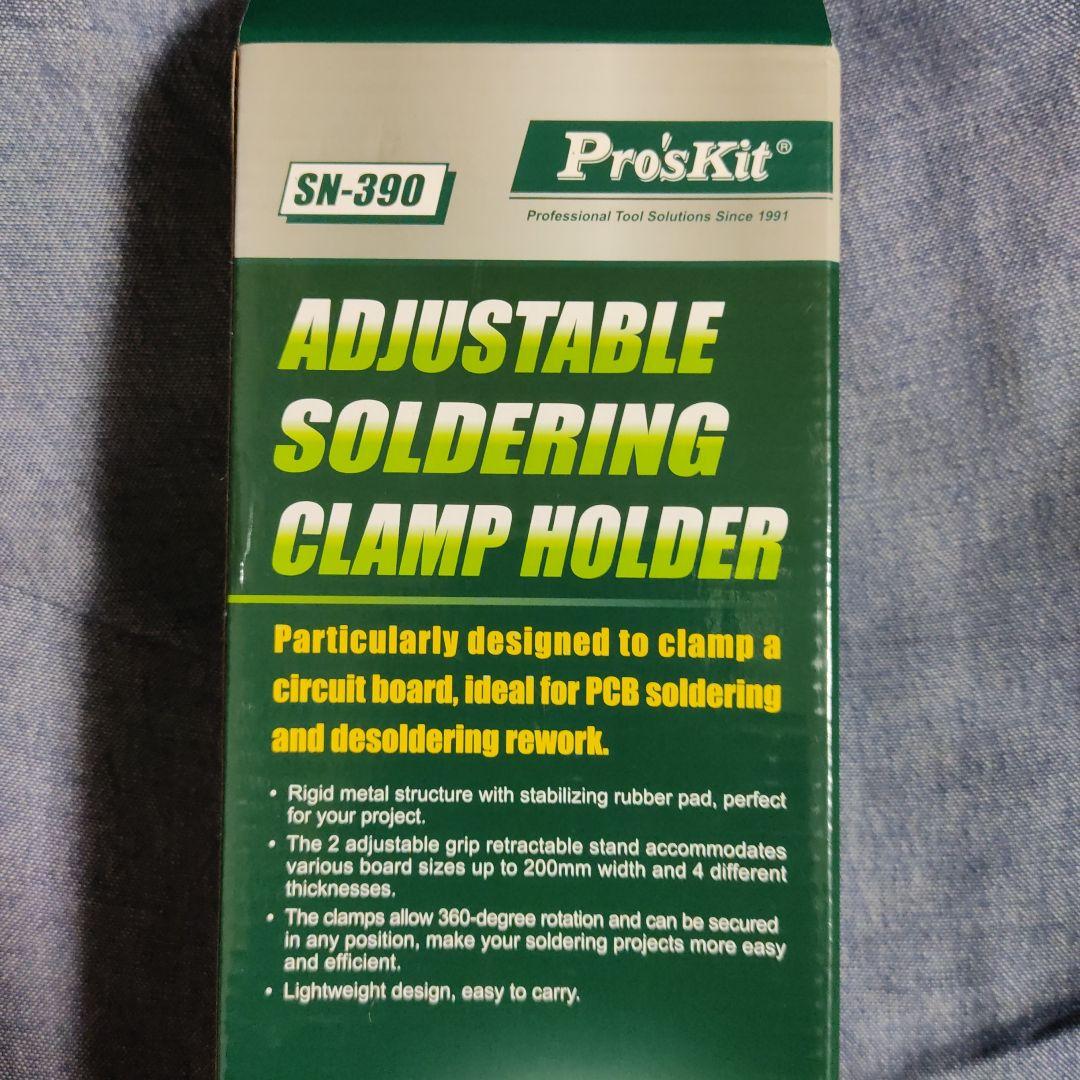 SN-390
Pro'sKit®
Professional Tool Solutions Since 1991
ADJUSTABLE
SOLDERING
CLAMP HOLDER
Particularly designed to clamp a
circuit board, ideal for PCB soldering
and desoldering rework.
• Rigid metal structure with stabilizing rubber pad, perfect
for your project.
• The 2 adjustable grip retractable stand accommodates
various board sizes up to 200mm width and 4 different
thicknesses.
• The clamps allow 360-degree rotation and can be secured
in any position, make your soldering projects more easy
and efficient.
• Lightweight design, easy to carry.